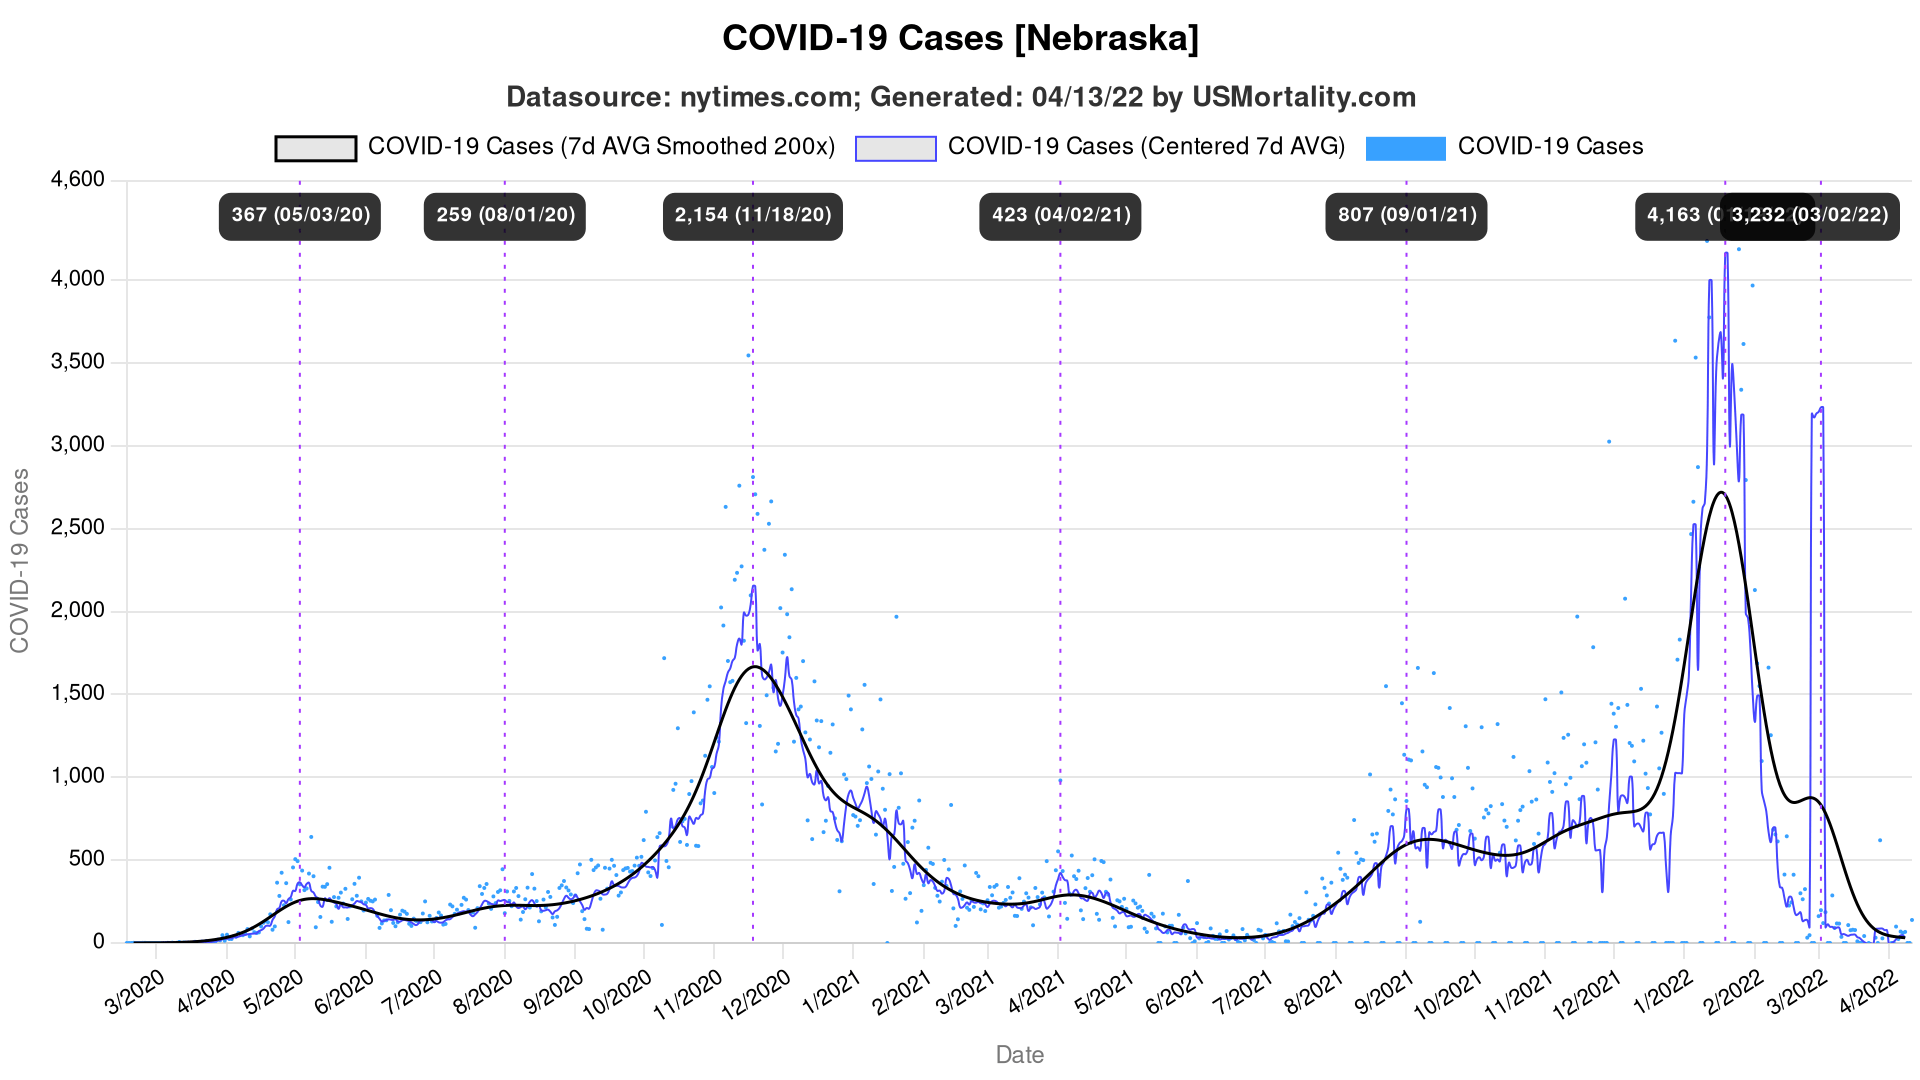 COVID-19 Cases [Nebraska]
Datasource: nytimes.com; Generated: 04/13/22 by USMortality.com
COVID-19 Cases (7d AVG Smoothed 200x) COVID-19 Cases (Centered 7d AVG) COVID-19 Cases
4,600
367 (05/03/20) 259 (08/01/20) 2,154 (11/18/20) 423 (04/02/21) 807 (09/01/21) 4,163 3,232 (03/02/22)
4,000
3,500
3,000
2,500
2,000
1,500
1,000
500
0
COVID-19 Cases
3/2020 4/2020 5/2020 6/2020 7/2020 8/2020 9/2020 10/2020 11/2020 12/2020 1/2021 2/2021 3/2021 4/2021 5/2021 6/2021 7/2021 8/2021 9/2021 10/2021 11/2021 12/2021 1/2022 2/2022 3/2022 4/2022
Date